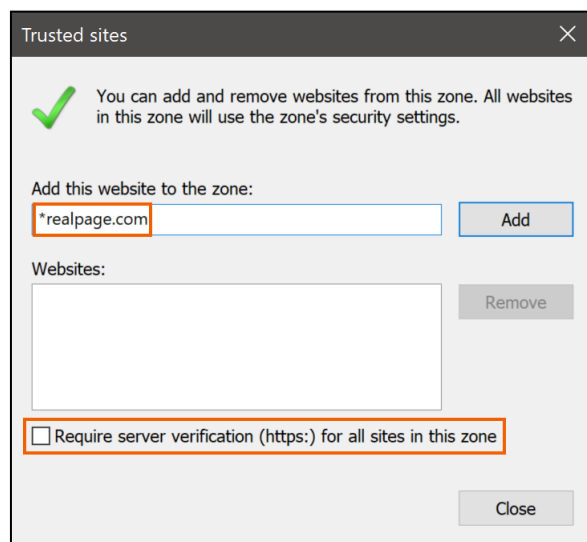 Trusted sites
You can add and remove websites from this zone. All websites
in this zone will use the zone's security settings.
Add this website to the zone:
*realpage.com
Add
Websites:
Remove
Require server verification (https:) for all sites in this zone
Close